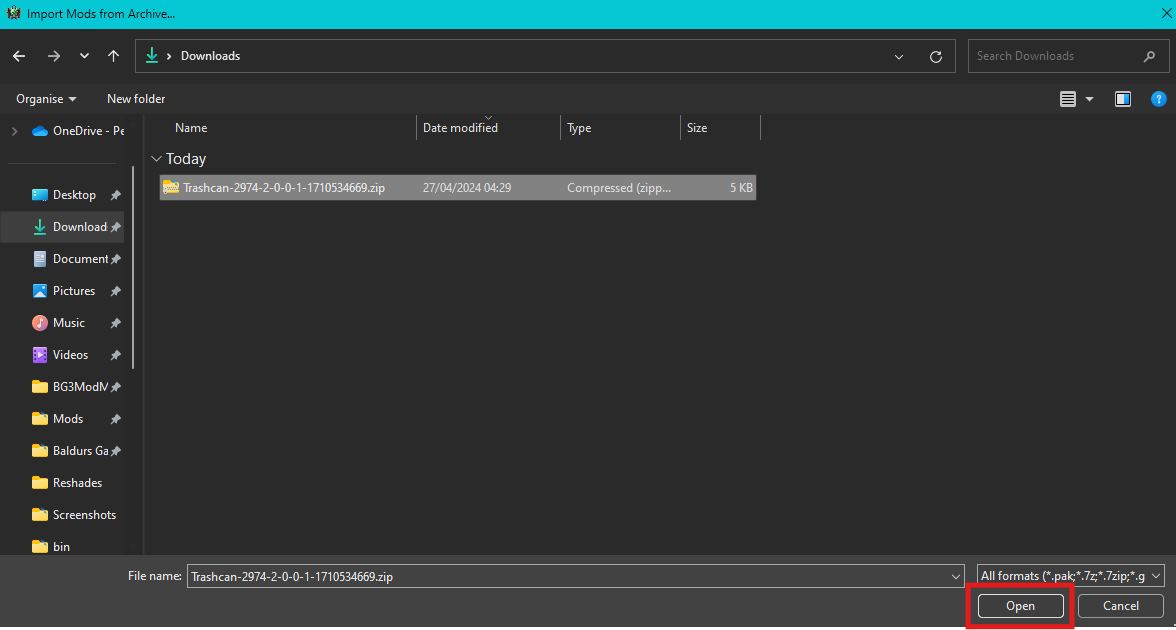 Import Mods from Archive...
Downloads
Search Downloads
Organise
New folder
OneDrive - Pe
Name
Date modified
Type
Size
Today
Trashcan-2974-2-0-0-1-1710534669.zip
27/04/2024 04:29
Compressed (zipp...
5 KB
Desktop
Download
Document
Pictures
Music
Videos
BG3ModM
Mods
Baldurs Ga
Reshades
Screenshots
bin
File name:
Trashcan-2974-2-0-0-1-1710534669.zip
All formats (*.pak;*.7z;*.7zip;*.g
Open
Cancel